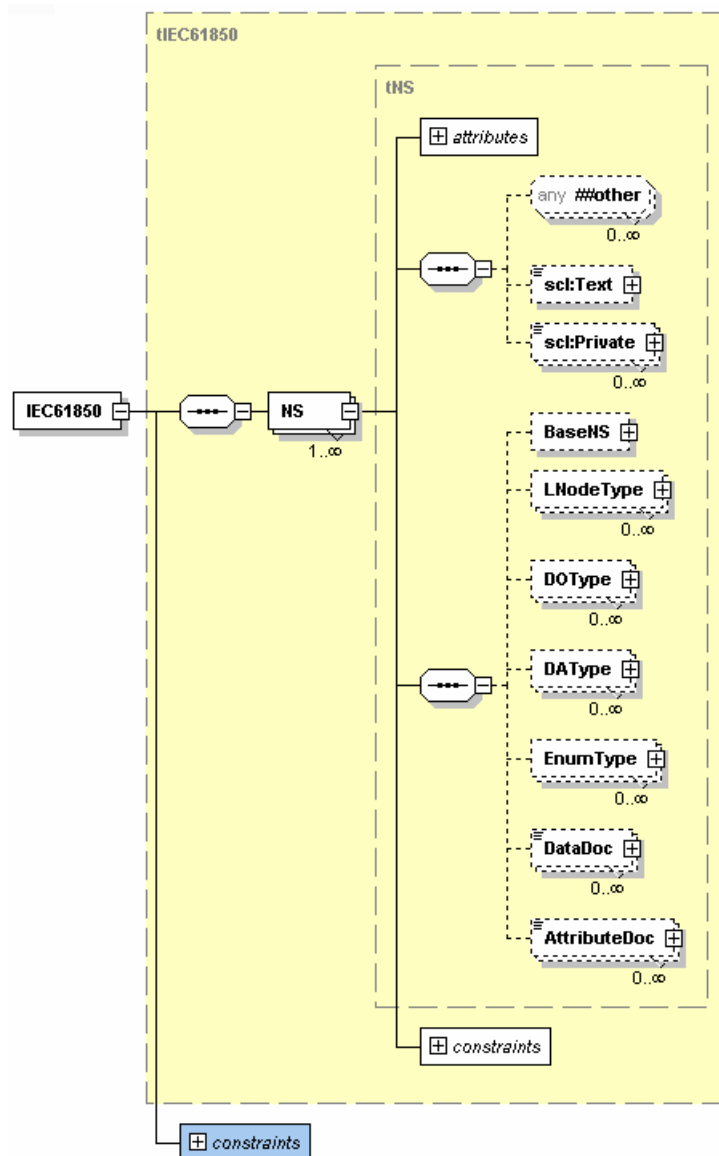 tIEC61850
tNS
attributes
any ##other
0..∞
scl:Text
scl:Private
0..∞
IEC61850
NS
1..∞
BaseNS
LNodeType
0..∞
DOType
0..∞
DAType
0..∞
EnumType
0..∞
DataDoc
0..∞
AttributeDoc
0..∞
constraints
constraints